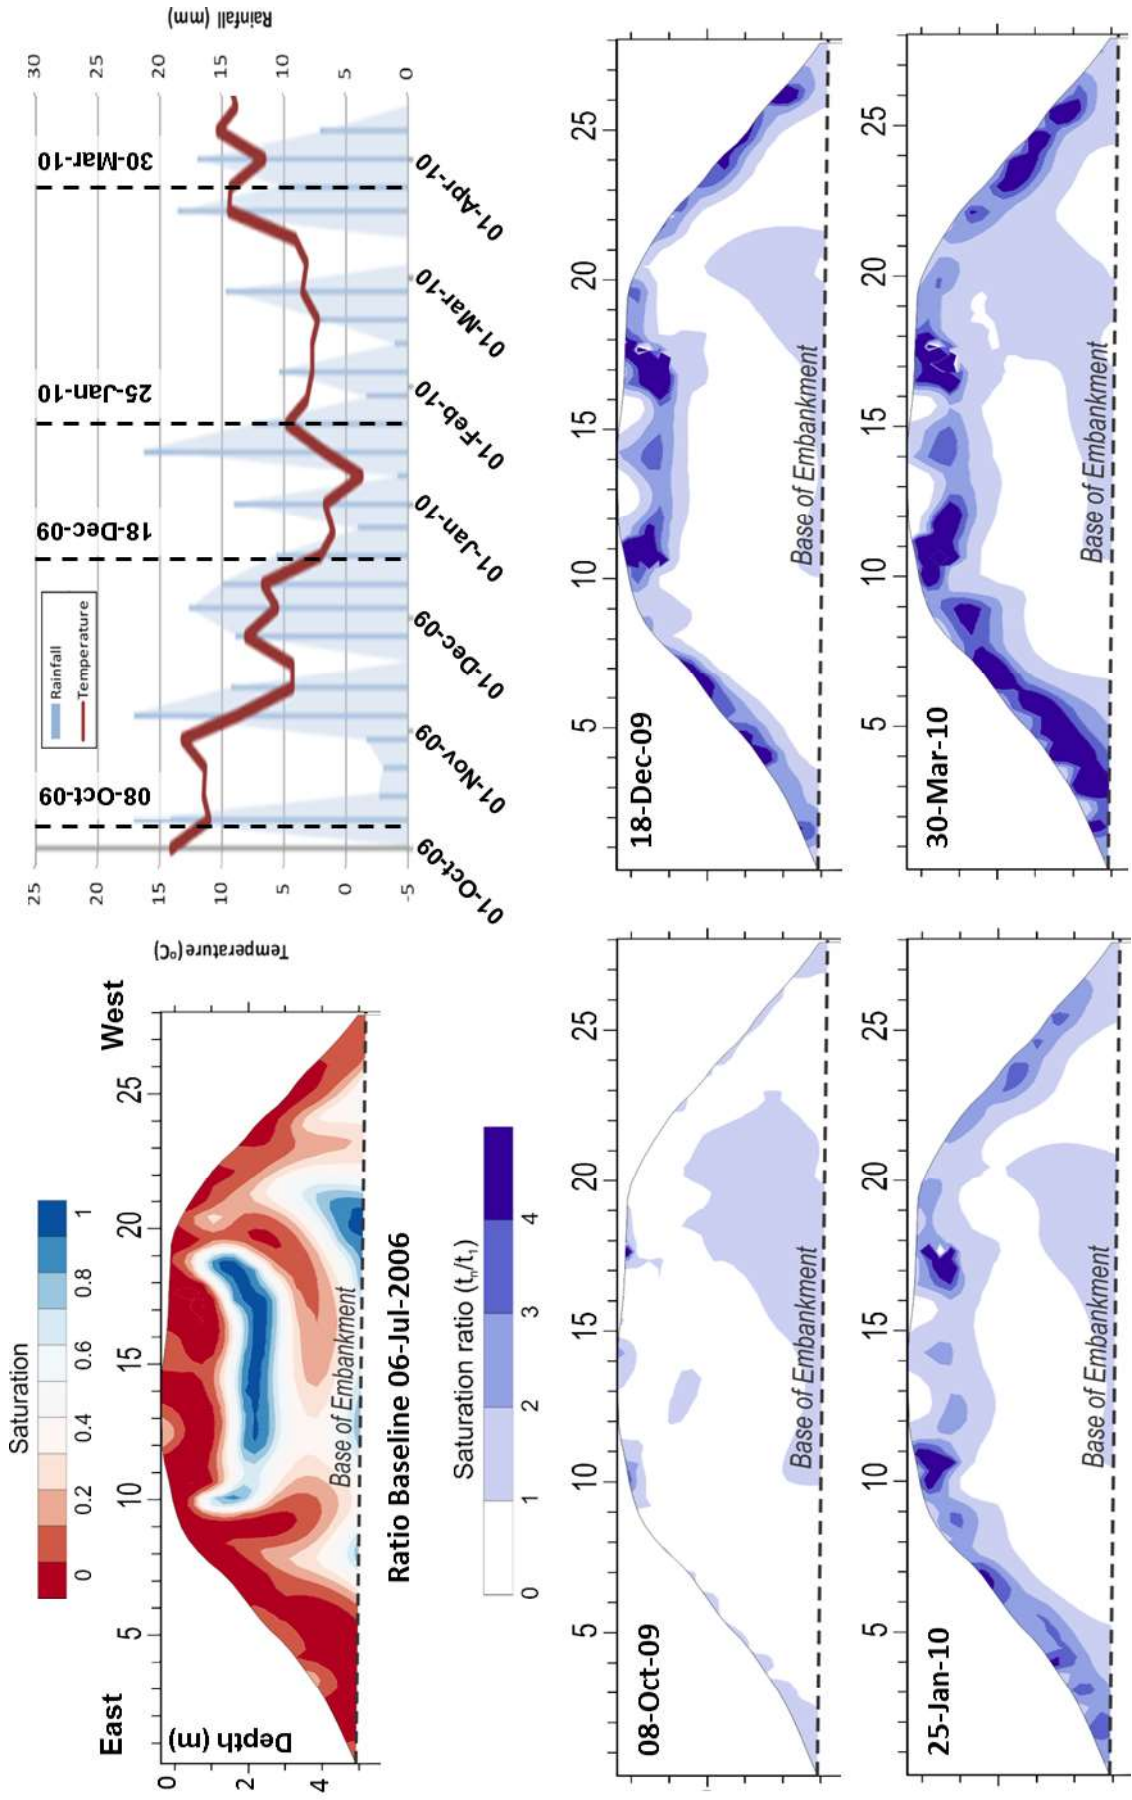 Saturation
0 0.2 0.4 0.6 0.8 1
East
West
5 10 15 20 25
Depth (m)
0
2
4
Base of Embankment
Ratio Baseline 06-Jul-2006
Saturation ratio (tn/t1)
0 1 2 3 4
Temperature (°C)
25
20
15
10
5
0
-5
Rainfall (mm)
30
25
20
15
10
5
0
Rainfall
Temperature
08-Oct-09
18-Dec-09
25-Jan-10
30-Mar-10
01-Oct-09
01-Nov-09
01-Dec-09
01-Jan-10
01-Feb-10
01-Mar-10
01-Apr-10
5 10 15 20 25
08-Oct-09
Base of Embankment
5 10 15 20 25
18-Dec-09
Base of Embankment
5 10 15 20 25
25-Jan-10
Base of Embankment
5 10 15 20 25
30-Mar-10
Base of Embankment